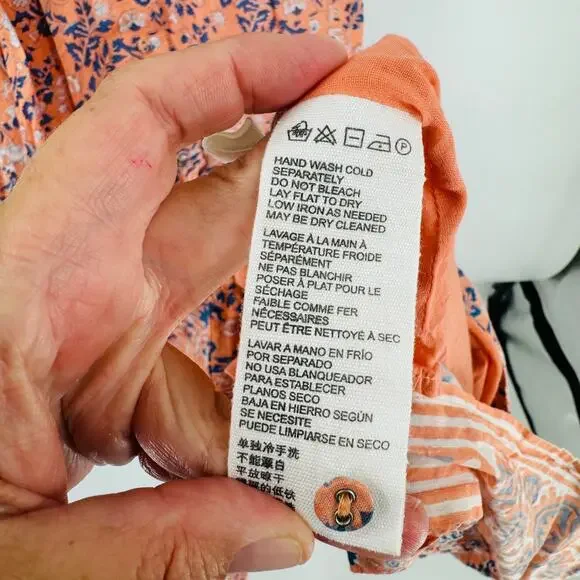 P
HAND WASH COLD
SEPARATELY
DO NOT BLEACH
LAY FLAT TO DRY
LOW IRON AS NEEDED
MAY BE DRY CLEANED
LAVAGE À LA MAIN À
TEMPÉRATURE FROIDE
SÉPARÉMENT
NE PAS BLANCHIR
POSER À PLAT POUR LE
SÉCHAGE
FAIBLE COMME FER
NÉCESSAIRES
PEUT ÊTRE NETTOYÉ À SEC
LAVAR A MANO EN FRÍO
POR SEPARADO
NO USA BLANQUEADOR
PARA ESTABLECER
PLANOS SECO
BAJA EN HIERRO SEGÚN
SE NECESITE
PUEDE LIMPIARSE EN SECO
单独冷手洗
不能漂白
平放晾干